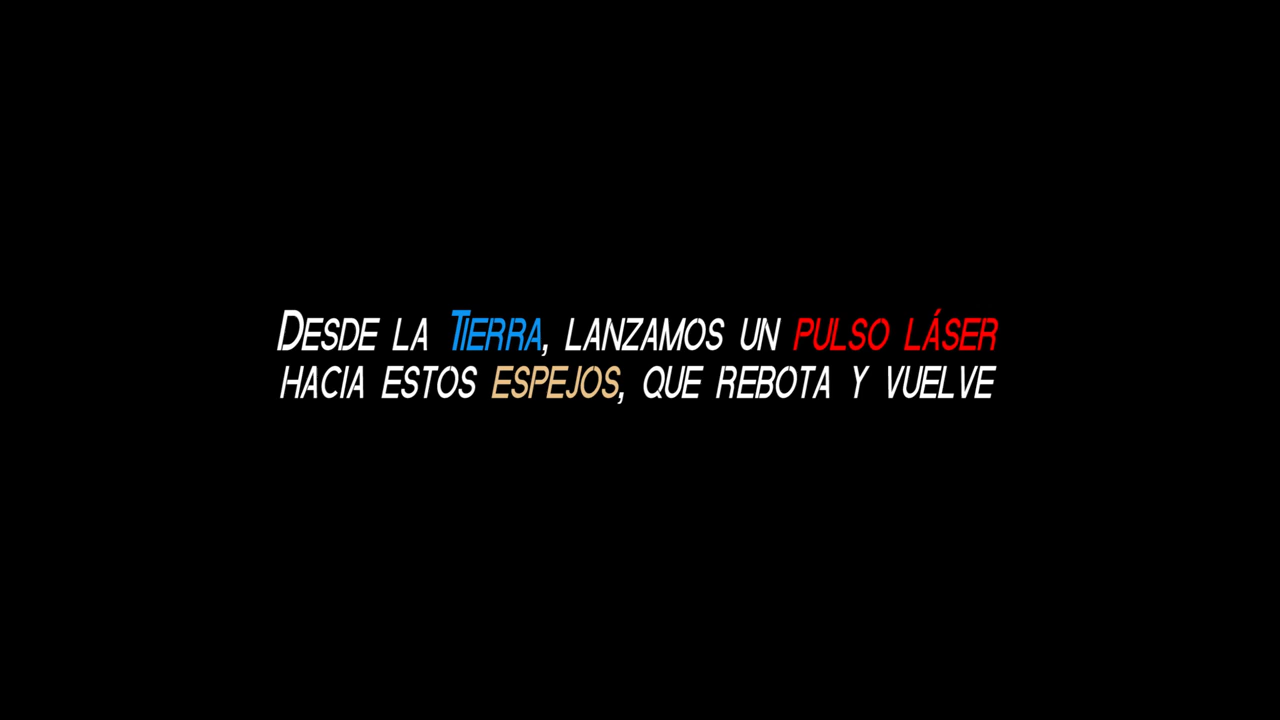 Desde la Tierra, lanzamos un pulso láser
hacia estos espejos, que rebota y vuelve